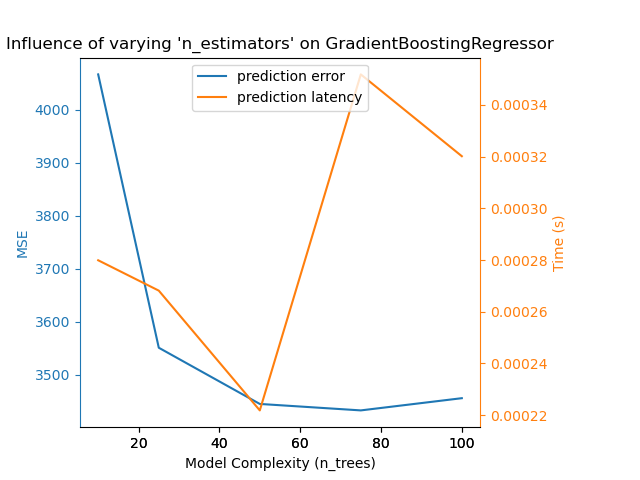 Influence of varying 'n_estimators' on GradientBoostingRegressor
prediction error
prediction latency
4000
3900
3800
3700
3600
3500
MSE
0.00034
0.00032
0.00030
0.00028
0.00026
0.00024
0.00022
Time (s)
20 40 60 80 100
Model Complexity (n_trees)